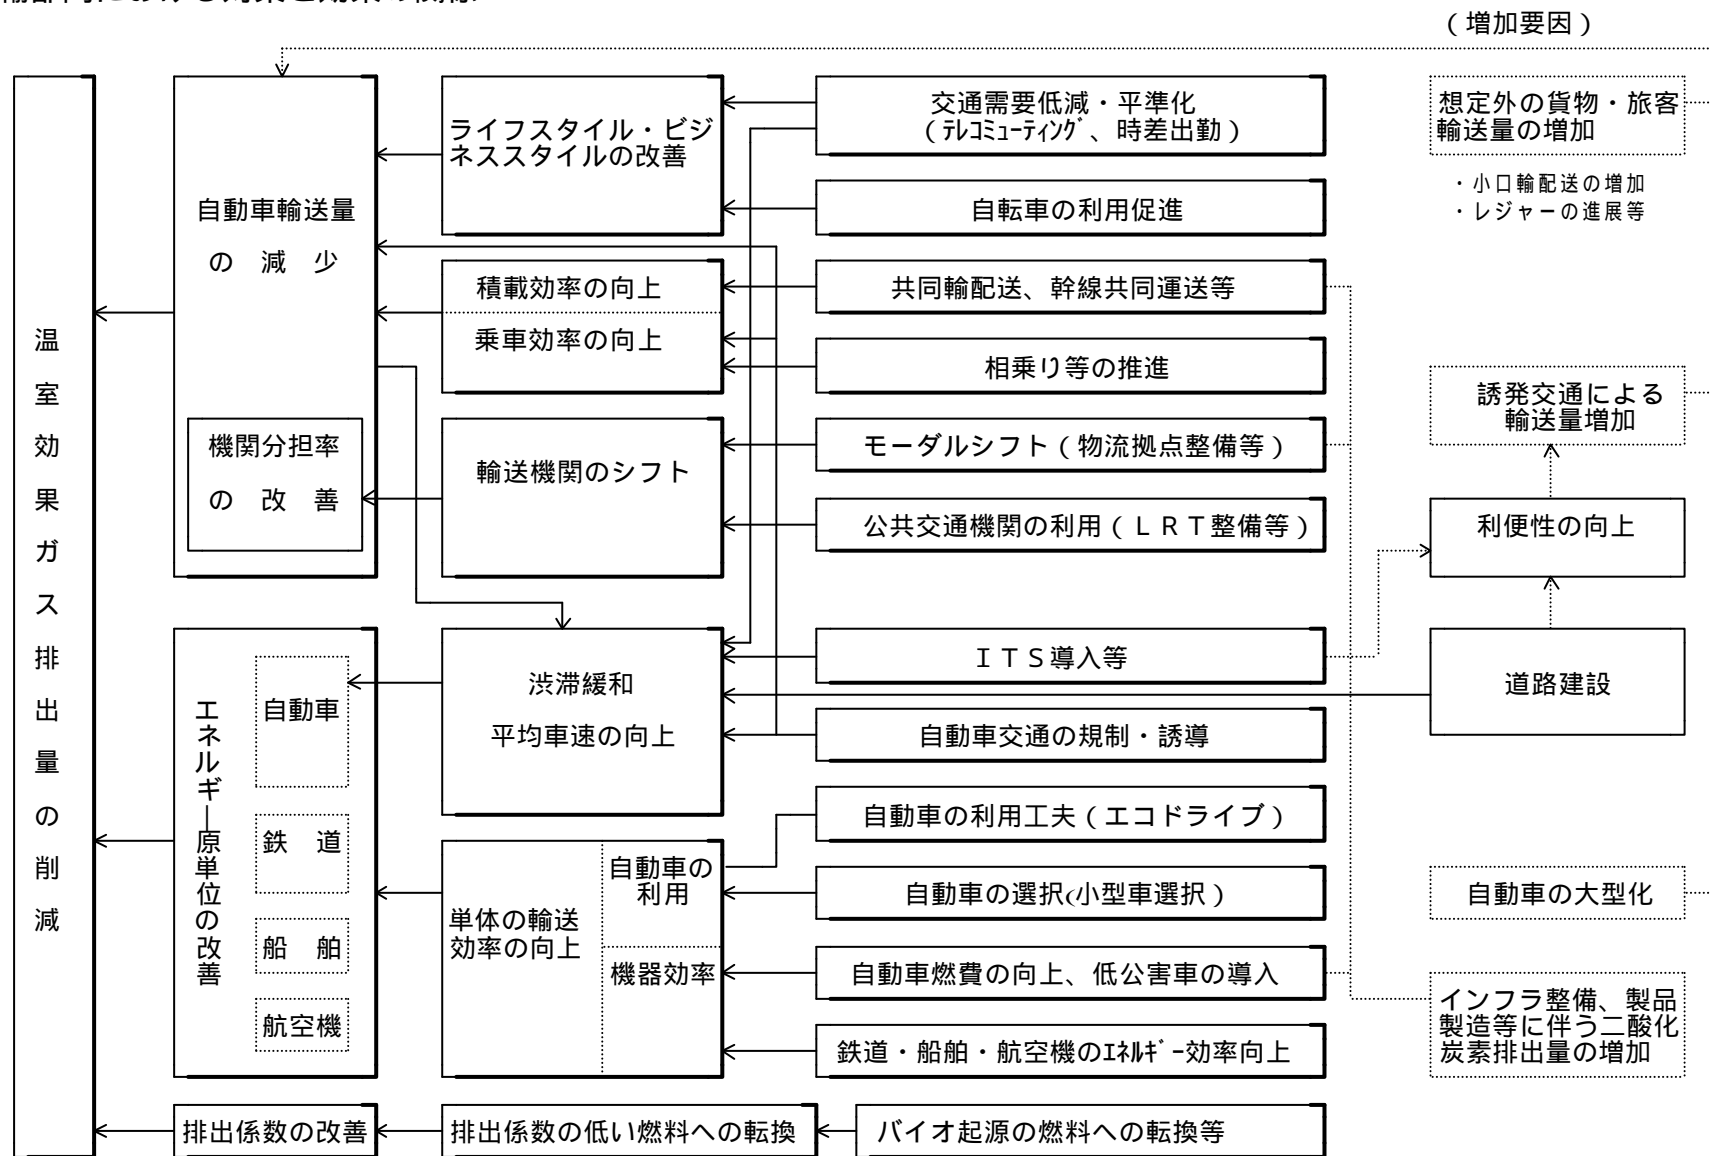 （増加要因）
温室効果ガス排出量の削減
自動車輸送量
の　減　少
機関分担率
の　改　善
ライフスタイル・ビジ
ネススタイルの改善
積載効率の向上
乗車効率の向上
輸送機関のシフト
交通需要低減・平準化
（ﾃﾚｺﾐｭｰﾃｨﾝｸﾞ、時差出勤）
自転車の利用促進
共同輸配送、幹線共同運送等
相乗り等の推進
モーダルシフト（物流拠点整備等）
公共交通機関の利用（ＬＲＴ整備等）
想定外の貨物・旅客
輸送量の増加
・小口輸配送の増加
・レジャーの進展等
誘発交通による
輸送量増加
利便性の向上
道路建設
エネルギー原単位の改善
自動車
鉄　道
船　舶
航空機
渋滞緩和
平均車速の向上
単体の輸送
効率の向上
自動車の
利用
機器効率
ＩＴＳ導入等
自動車交通の規制・誘導
自動車の利用工夫（エコドライブ）
自動車の選択(小型車選択）
自動車燃費の向上、低公害車の導入
鉄道・船舶・航空機のｴﾈﾙｷﾞｰ効率向上
自動車の大型化
インフラ整備、製品
製造等に伴う二酸化
炭素排出量の増加
排出係数の改善
排出係数の低い燃料への転換
バイオ起源の燃料への転換等